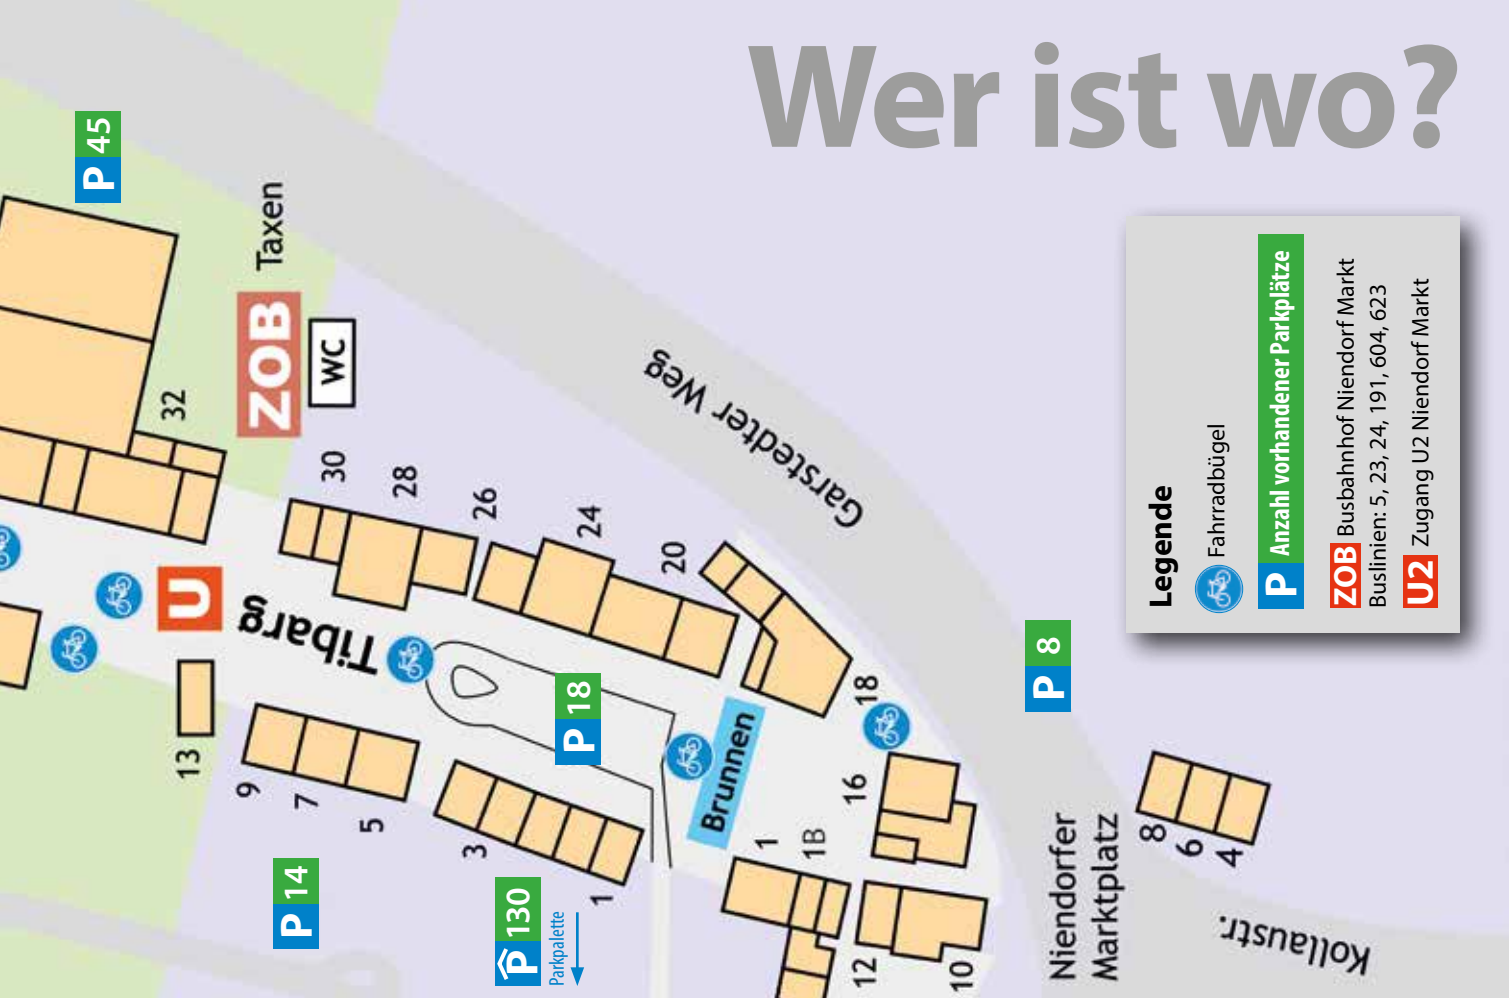 Wer ist wo?
P 45
Taxen
ZOB
WC
32
30
28
26
24
20
18
16
Garstedter Weg
U
Tibarg
13
9
7
5
3
1
P 18
P 14
P 130
Parkpalette
Brunnen
1
1B
12
10
P 8
8
6
4
Niendorfer
Marktplatz
Kollaustr.
Legende
Fahrradbügel
P Anzahl vorhandener Parkplätze
ZOB Busbahnhof Niendorf Markt
Buslinien: 5, 23, 24, 191, 604, 623
U2 Zugang U2 Niendorf Markt